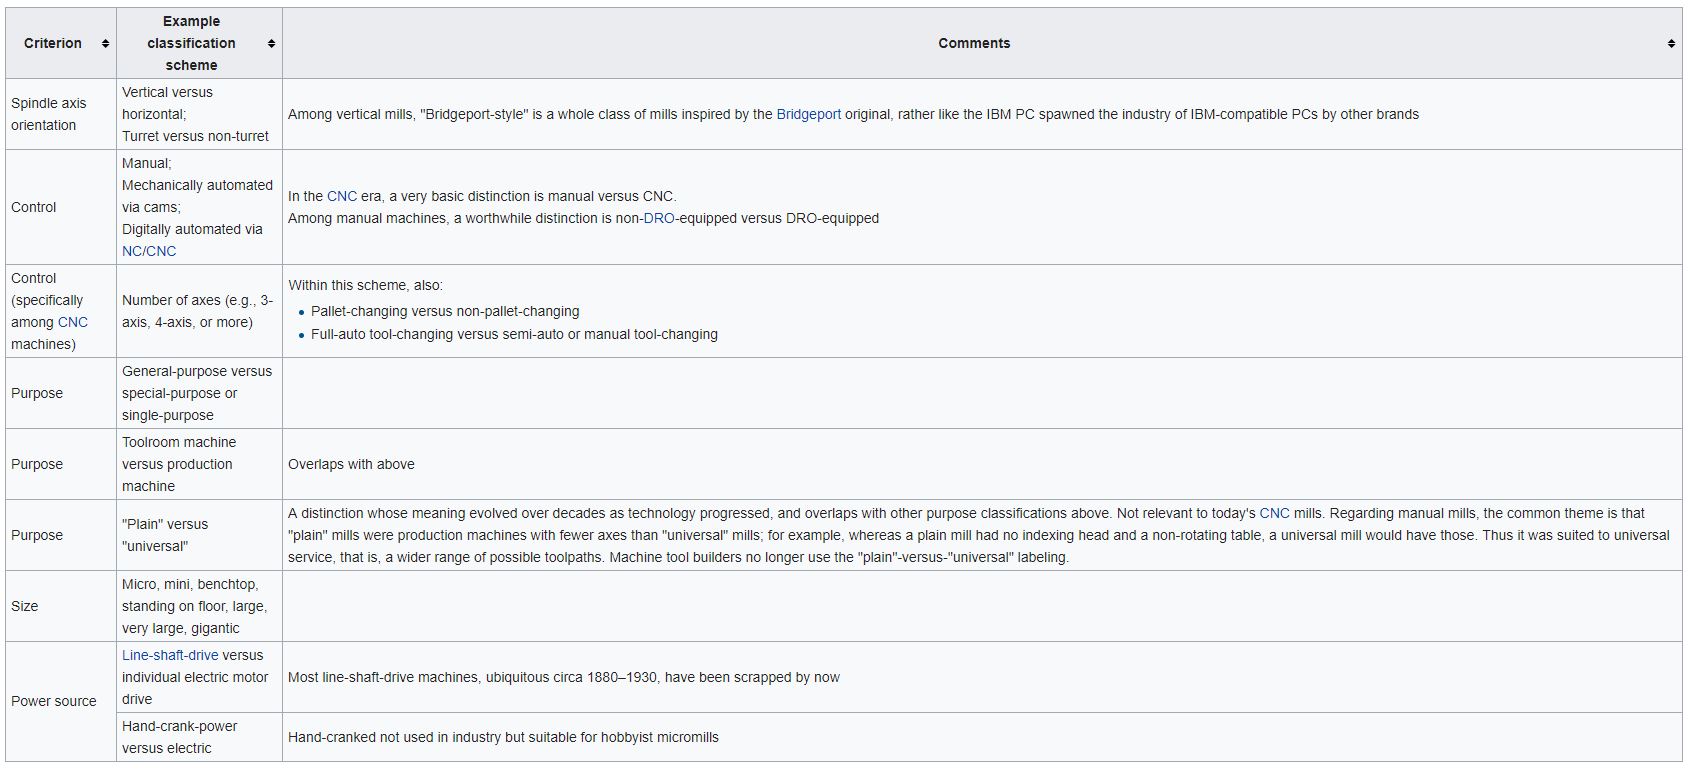 Criterion
Example
classification
scheme
Comments
Spindle axis
orientation
Vertical versus
horizontal;
Turret versus non-turret
Among vertical mills, "Bridgeport-style" is a whole class of mills inspired by the Bridgeport original, rather like the IBM PC spawned the industry of IBM-compatible PCs by other brands
Control
Manual;
Mechanically automated
via cams;
Digitally automated via
NC/CNC
In the CNC era, a very basic distinction is manual versus CNC.
Among manual machines, a worthwhile distinction is non-DRO-equipped versus DRO-equipped
Control
(specifically
among CNC
machines)
Number of axes (e.g., 3-
axis, 4-axis, or more)
Within this scheme, also:
• Pallet-changing versus non-pallet-changing
• Full-auto tool-changing versus semi-auto or manual tool-changing
Purpose
General-purpose versus
special-purpose or
single-purpose
Purpose
Toolroom machine
versus production
machine
Overlaps with above
Purpose
"Plain" versus
"universal"
A distinction whose meaning evolved over decades as technology progressed, and overlaps with other purpose classifications above. Not relevant to today's CNC mills. Regarding manual mills, the common theme is that
"plain" mills were production machines with fewer axes than "universal" mills; for example, whereas a plain mill had no indexing head and a non-rotating table, a universal mill would have those. Thus it was suited to universal
service, that is, a wider range of possible toolpaths. Machine tool builders no longer use the "plain"-versus-"universal" labeling.
Size
Micro, mini, benchtop,
standing on floor, large,
very large, gigantic
Power source
Line-shaft-drive versus
individual electric motor
drive
Most line-shaft-drive machines, ubiquitous circa 1880–1930, have been scrapped by now
Hand-crank-power
versus electric
Hand-cranked not used in industry but suitable for hobbyist micromills